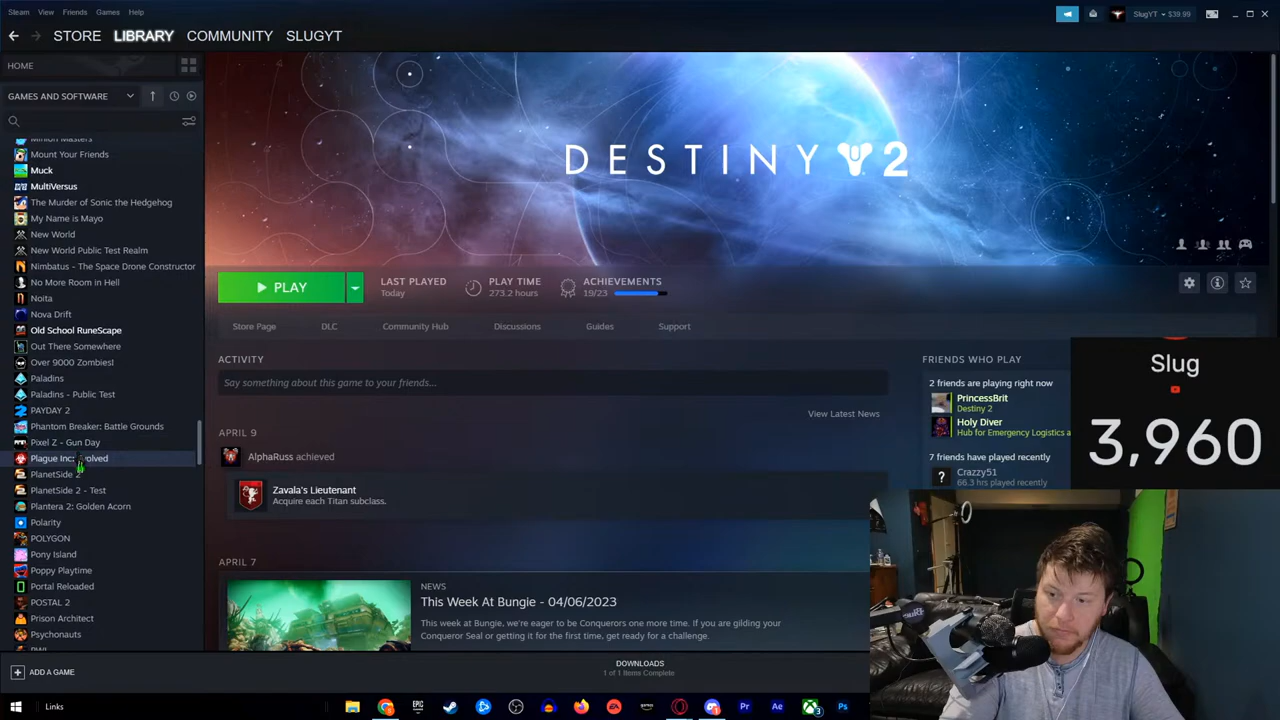 Steam View Friends Games Help
SlugYT $39.99
STORE LIBRARY COMMUNITY SLUGYT
HOME
GAMES AND SOFTWARE
Minion Masters
Mount Your Friends
Muck
MultiVersus
The Murder of Sonic the Hedgehog
My Name is Mayo
New World
New World Public Test Realm
Nimbatus - The Space Drone Constructor
No More Room in Hell
Noita
Nova Drift
Old School RuneScape
Out There Somewhere
Over 9000 Zombies!
Paladins
Paladins - Public Test
PAYDAY 2
Phantom Breaker: Battle Grounds
Pixel Z - Gun Day
Plague Inc: Evolved
PlanetSide 2
PlanetSide 2 - Test
Plantera 2: Golden Acorn
Polarity
POLYGON
Pony Island
Poppy Playtime
Portal Reloaded
POSTAL 2
Prison Architect
Psychonauts
ADD A GAME
DESTINY 2
PLAY
LAST PLAYED
Today
PLAY TIME
273.2 hours
ACHIEVEMENTS
19/23
Store Page DLC Community Hub Discussions Guides Support
ACTIVITY
Say something about this game to your friends...
View Latest News
APRIL 9
AlphaRuss achieved
Zavala's Lieutenant
Acquire each Titan subclass.
APRIL 7
NEWS
This Week At Bungie - 04/06/2023
This week at Bungie, we're eager to be Conquerors one more time. If you are gilding your
Conqueror Seal or getting it for the first time, get ready for a challenge.
FRIENDS WHO PLAY
2 friends are playing right now
PrincessBrit
Destiny 2
Holy Diver
Hub for Emergency Logistics a
7 friends have played recently
Crazzy51
66.3 hrs played recently
Slug
3,960
DOWNLOADS
1 of 1 Items Complete
Links
EPIC
EA
Pr Ae Ps